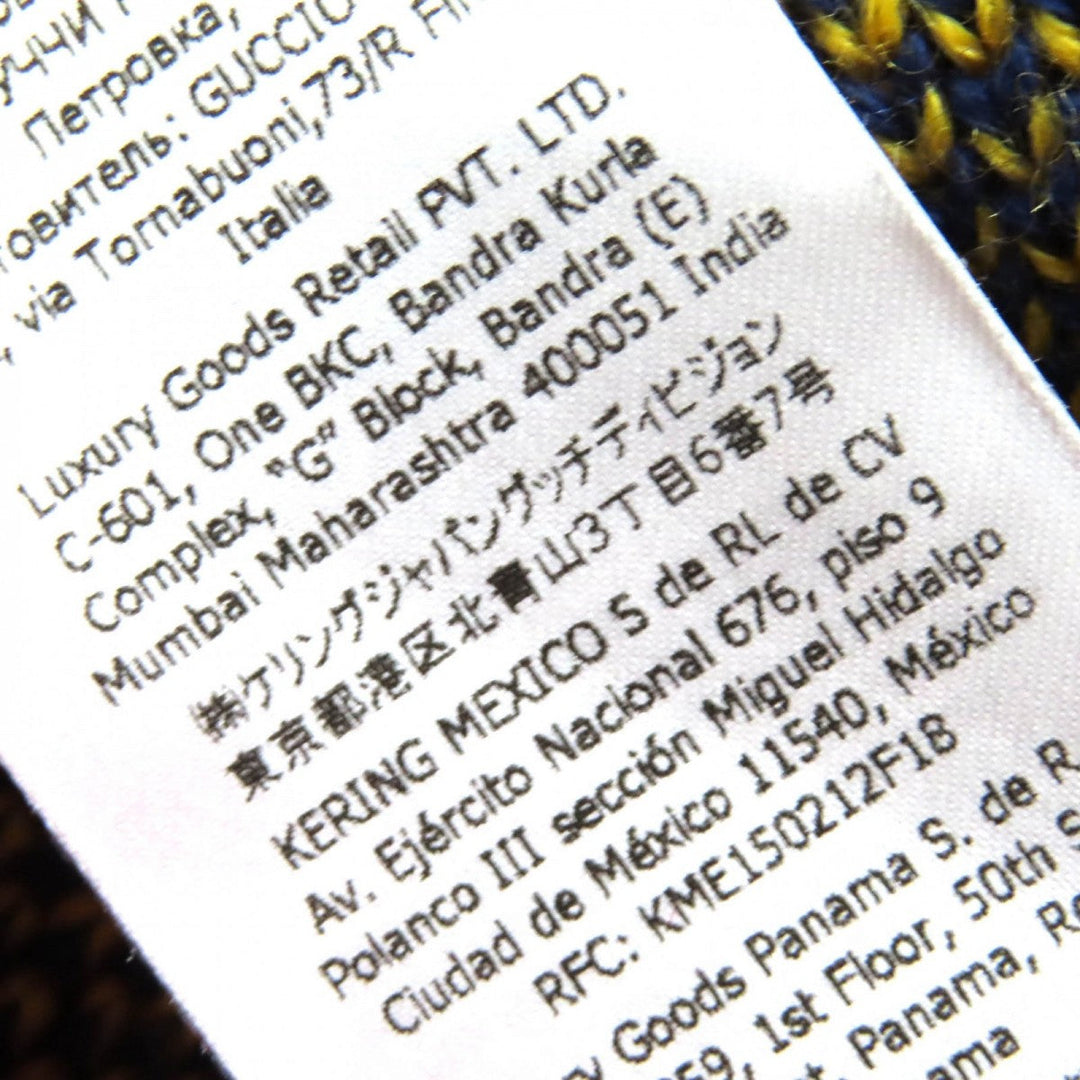 Петровка,
товитель: GUCCIO
, via Tornabuoni,73/R
Italia
Luxury Goods Retail PVT. LTD.
C-601, One BKC, Bandra Kurla
Complex, "G" Block, Bandra (E)
Mumbai Maharashtra 400051 India
㈱ケリングジャパングッチディビジョン
東京都港区北青山3丁目6番7号
KERING MEXICO S de RL de CV
Av. Ejército Nacional 676, piso 9
Polanco III sección Miguel Hidalgo
Ciudad de México 11540, México
RFC: KME150212F18
Goods Panama S. de R
1st Floor, 50th S
Panama,